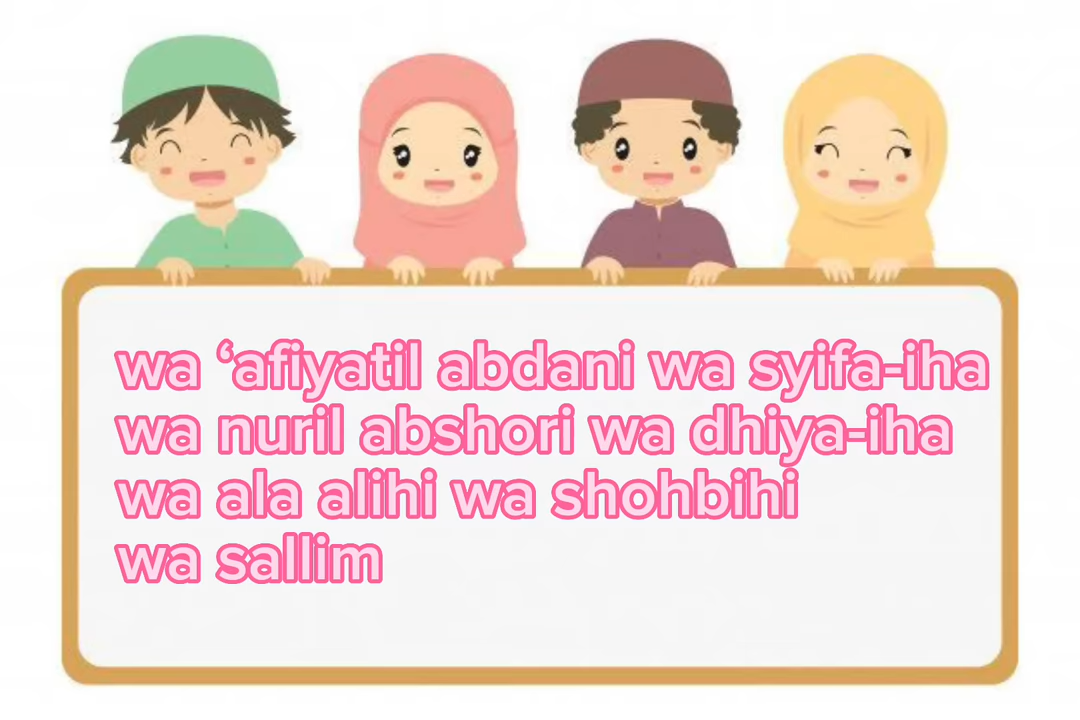 wa ‘afiyatil abdani wa syifa-iha
wa nuril abshori wa dhiya-iha
wa ala alihi wa shohbihi
wa sallim